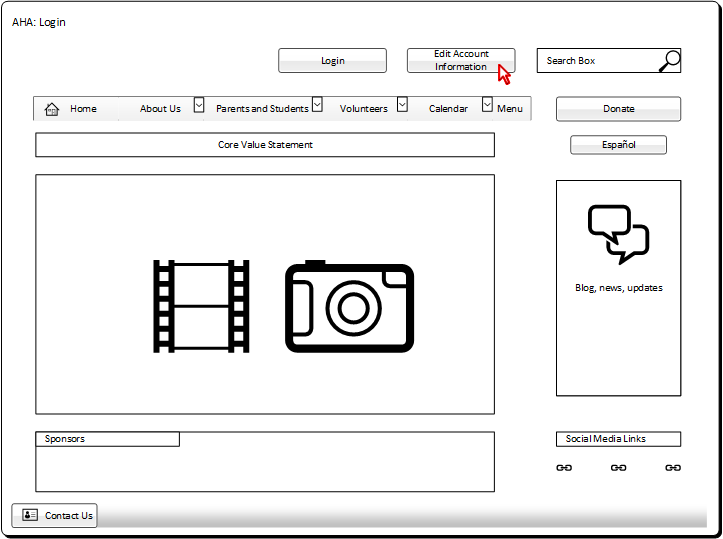 AHA: Login
Login
Edit Account
Information
Search Box
Home
About Us
Parents and Students
Volunteers
Calendar
Menu
Donate
Core Value Statement
Español
Blog, news, updates
Sponsors
Social Media Links
Contact Us